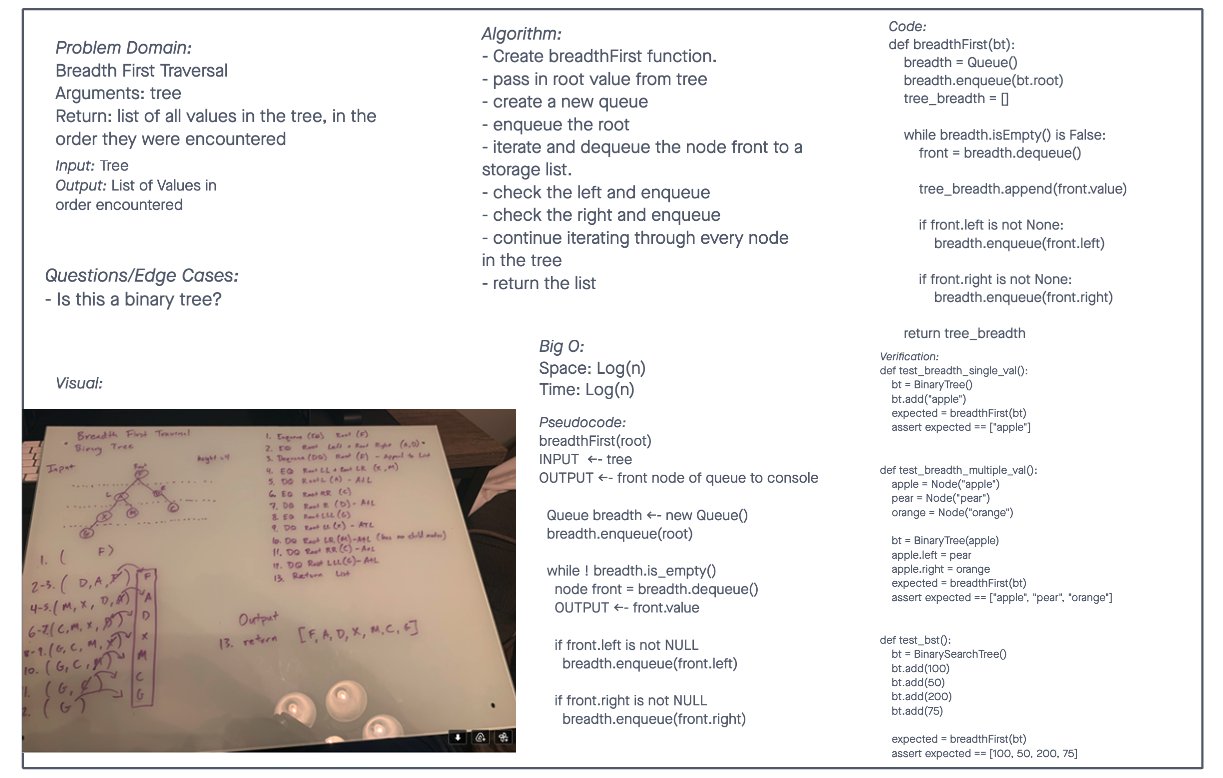 Problem Domain:
Breadth First Traversal
Arguments: tree
Return: list of all values in the tree, in the
order they were encountered
Input: Tree
Output: List of Values in
order encountered
Questions/Edge Cases:
- Is this a binary tree?
Visual:
Breadth First Traversal
Binary Tree
Input
Root
height = 4
1. Enqueue (EQ) Root (F)
2. EQ Root Left + Root Right (A,D)
3. Dequeue (DQ) Root (F) - Append to List
4. EQ Root LL + Root LR (X, M)
5. DQ Root L (A) - AtL
6. EQ Root RR (C)
7. DQ Root R (D) - AtL
8. EQ Root LLL (G)
9. DQ Root LL (X) - AtL
10. DQ Root LR (M) - AtL (has no child nodes)
11. DQ Root RR (C) - AtL
12. DQ Root LLL (G) - AtL
13. Return List
1. ( F)
2-3. ( D, A, F)
4-5. ( M, X, D, A)
6-7. ( C, M, X, D)
8-9. ( G, C, M, X)
10. ( G, C, M)
( G, C)
( G )
F
A
D
X
M
C
G
Output
13. return [F, A, D, X, M, C, G]
Algorithm:
- Create breadthFirst function.
- pass in root value from tree
- create a new queue
- enqueue the root
- iterate and dequeue the node front to a
storage list.
- check the left and enqueue
- check the right and enqueue
- continue iterating through every node
in the tree
- return the list
Big O:
Space: Log(n)
Time: Log(n)
Pseudocode:
breadthFirst(root)
INPUT <-- tree
OUTPUT <-- front node of queue to console
Queue breadth <-- new Queue()
breadth.enqueue(root)
while ! breadth.is_empty()
node front = breadth.dequeue()
OUTPUT <-- front.value
if front.left is not NULL
breadth.enqueue(front.left)
if front.right is not NULL
breadth.enqueue(front.right)
Code:
def breadthFirst(bt):
breadth = Queue()
breadth.enqueue(bt.root)
tree_breadth = []
while breadth.isEmpty() is False:
front = breadth.dequeue()
tree_breadth.append(front.value)
if front.left is not None:
breadth.enqueue(front.left)
if front.right is not None:
breadth.enqueue(front.right)
return tree_breadth
Verification:
def test_breadth_single_val():
bt = BinaryTree()
bt.add("apple")
expected = breadthFirst(bt)
assert expected == ["apple"]
def test_breadth_multiple_val():
apple = Node("apple")
pear = Node("pear")
orange = Node("orange")
bt = BinaryTree(apple)
apple.left = pear
apple.right = orange
expected = breadthFirst(bt)
assert expected == ["apple", "pear", "orange"]
def test_bst():
bt = BinarySearchTree()
bt.add(100)
bt.add(50)
bt.add(200)
bt.add(75)
expected = breadthFirst(bt)
assert expected == [100, 50, 200, 75]